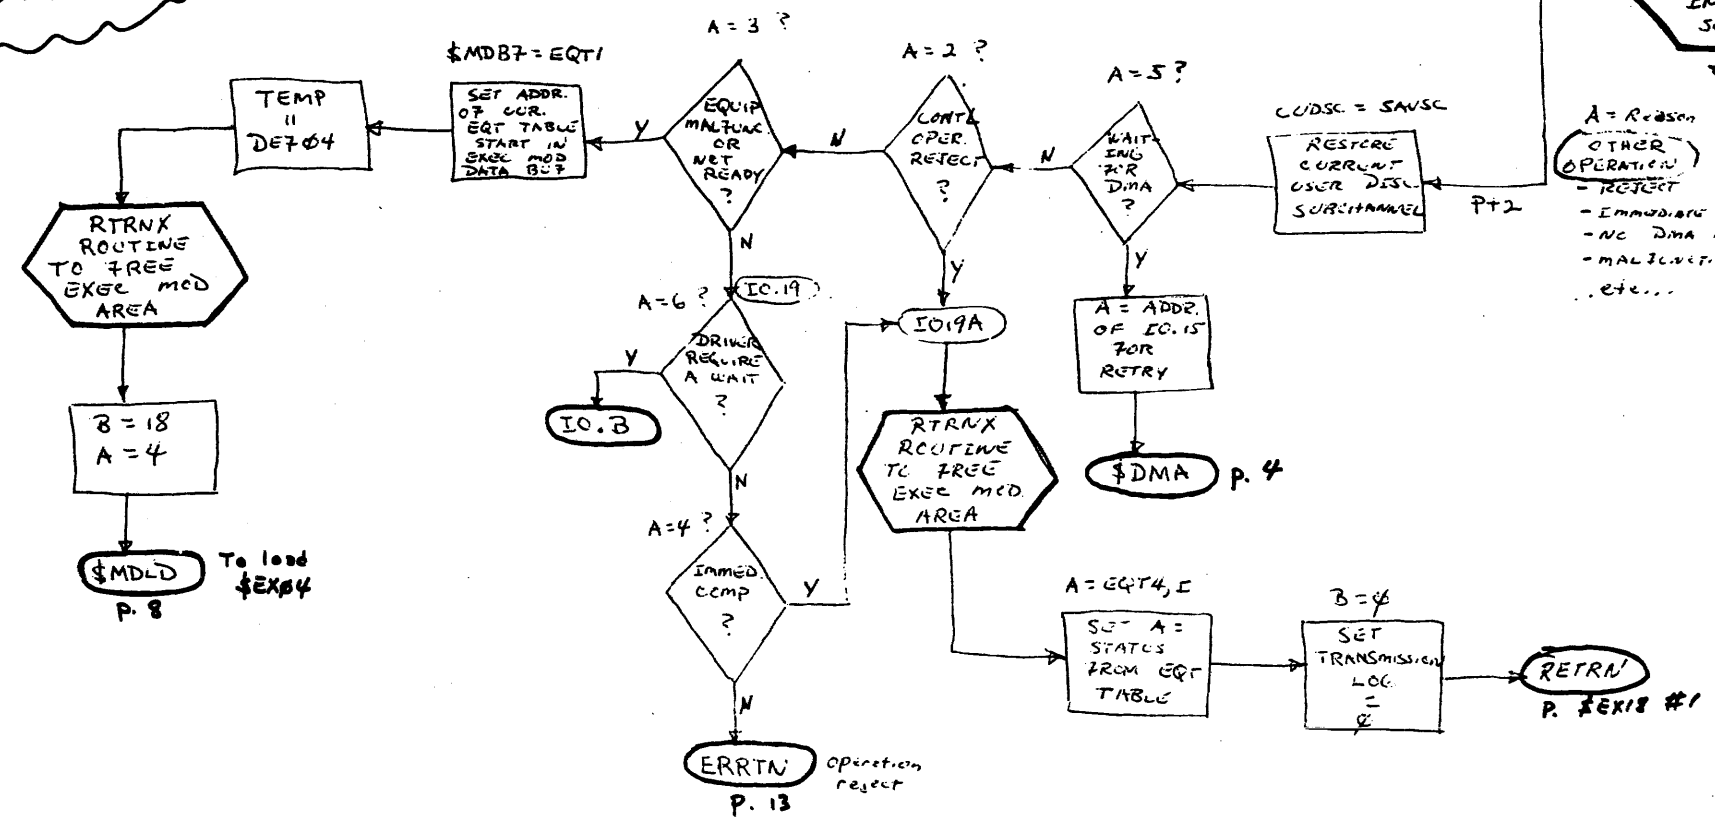 A = 3 ?
$MDB7 = EQT1
A = 2 ?
A = 5 ?
CUDSC = SAVSC
A = Reason
OTHER
OPERATION
- REJECT
- IMMEDIATE
- NO DMA
- MALFUNCT.
..etc...
TEMP
=
DE7Ø4
SET ADDR.
OF CUR.
EQT TABLE
START IN
EXEC MOD
DATA BUF
Y
EQUIP
MALFUNC.
OR
NOT
READY
?
N
CONTL
OPER.
REJECT
?
N
WAIT-
ING
FOR
DMA
?
RESTORE
CURRENT
USER DISC
SUBCHANNEL
P+2
RTRNX
ROUTINE
TO FREE
EXEC MOD
AREA
N
Y
Y
A=6 ?
IO.19
DRIVER
REQUIRE
A WAIT
?
Y
IO.B
IO19A
A = ADDR.
OF IO.15
FOR
RETRY
$DMA
P. 4
B = 18
A = 4
RTRNX
ROUTINE
TO FREE
EXEC MOD.
AREA
N
A=4 ?
IMMED.
COMP
?
Y
$MDLD
To load
$EXØ4
P. 8
N
ERRTN
operation
reject
P. 13
A = EQT4, I
SET A =
STATUS
FROM EQT
TABLE
B = Ø
SET
TRANSMISSION
LOG
=
Ø
RETRN
P. $EX18 #1